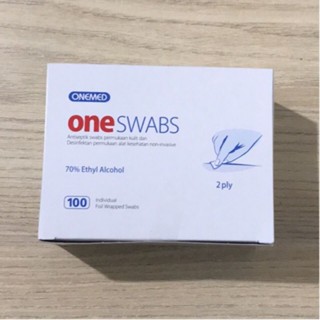 ONEMED
oneSWABS
Antiseptik swabs permukaan kulit dan
Desinfektan permukaan alat kesehatan non-invasive
70% Ethyl Alcohol
2 ply
100
Individual
Foil Wrapped Swabs